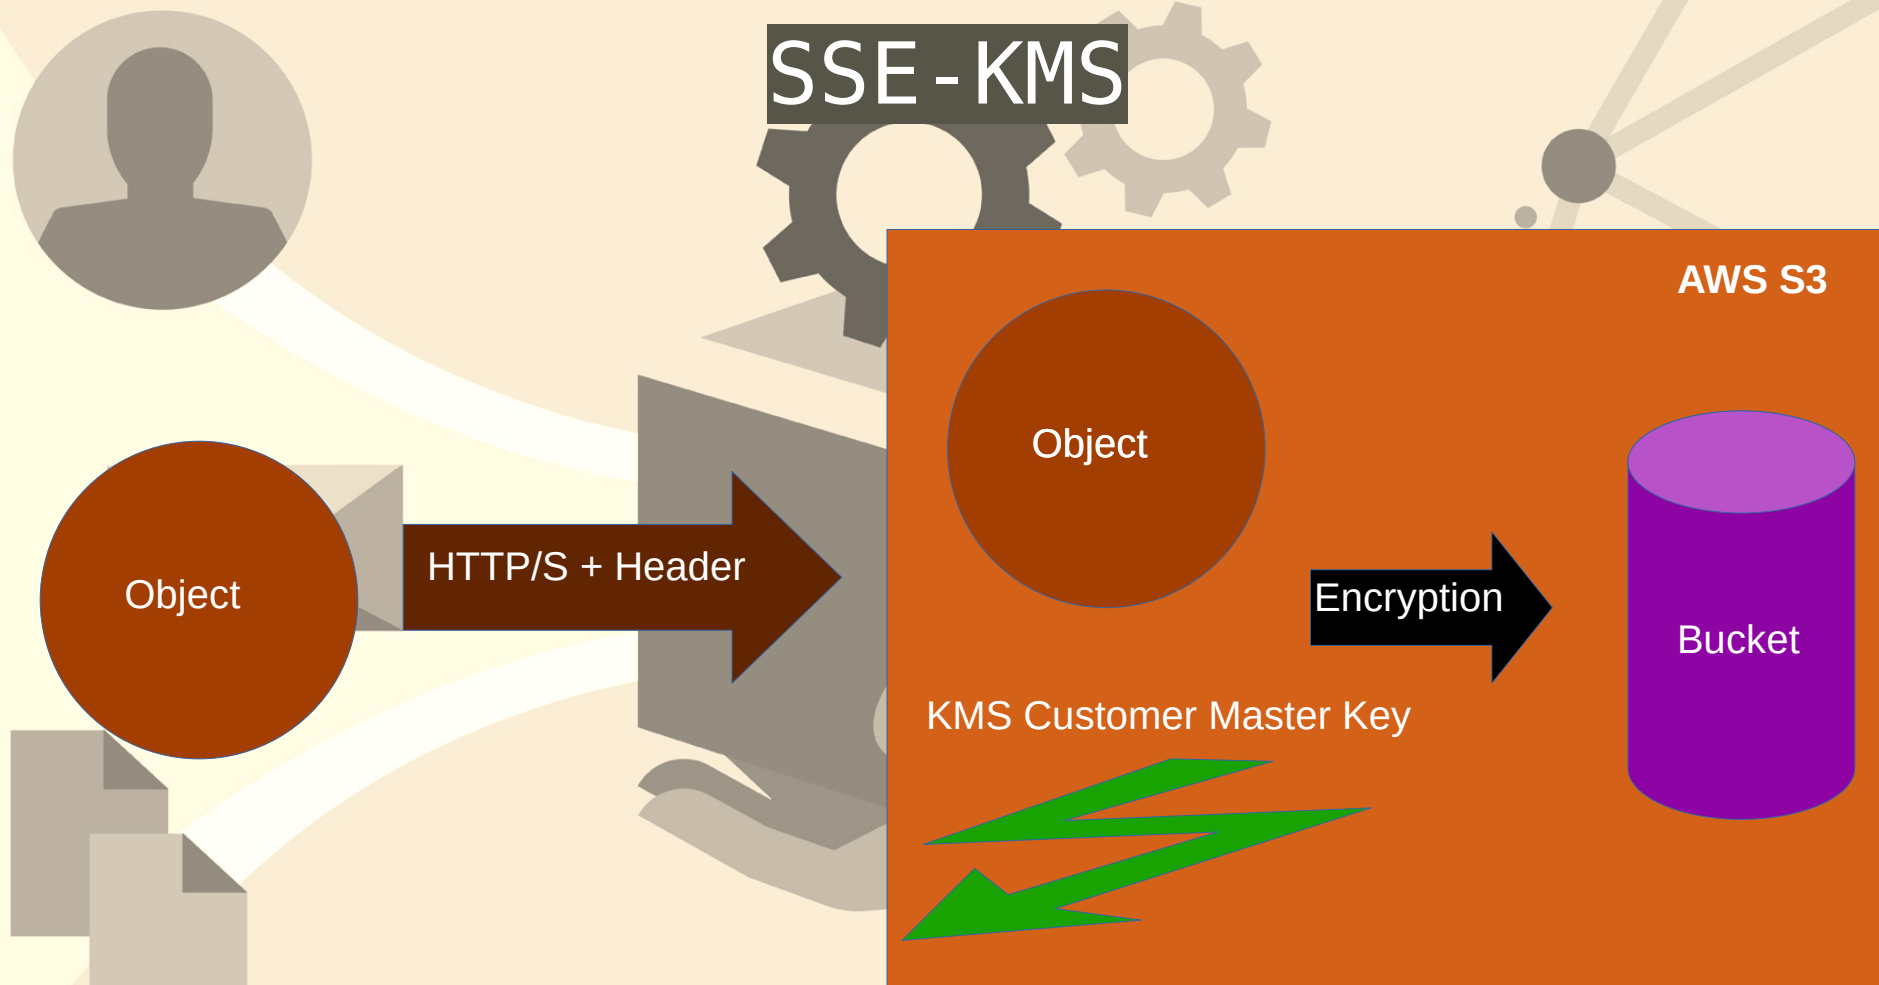 SSE-KMS
AWS S3
Object
HTTP/S + Header
Object
Encryption
Bucket
KMS Customer Master Key